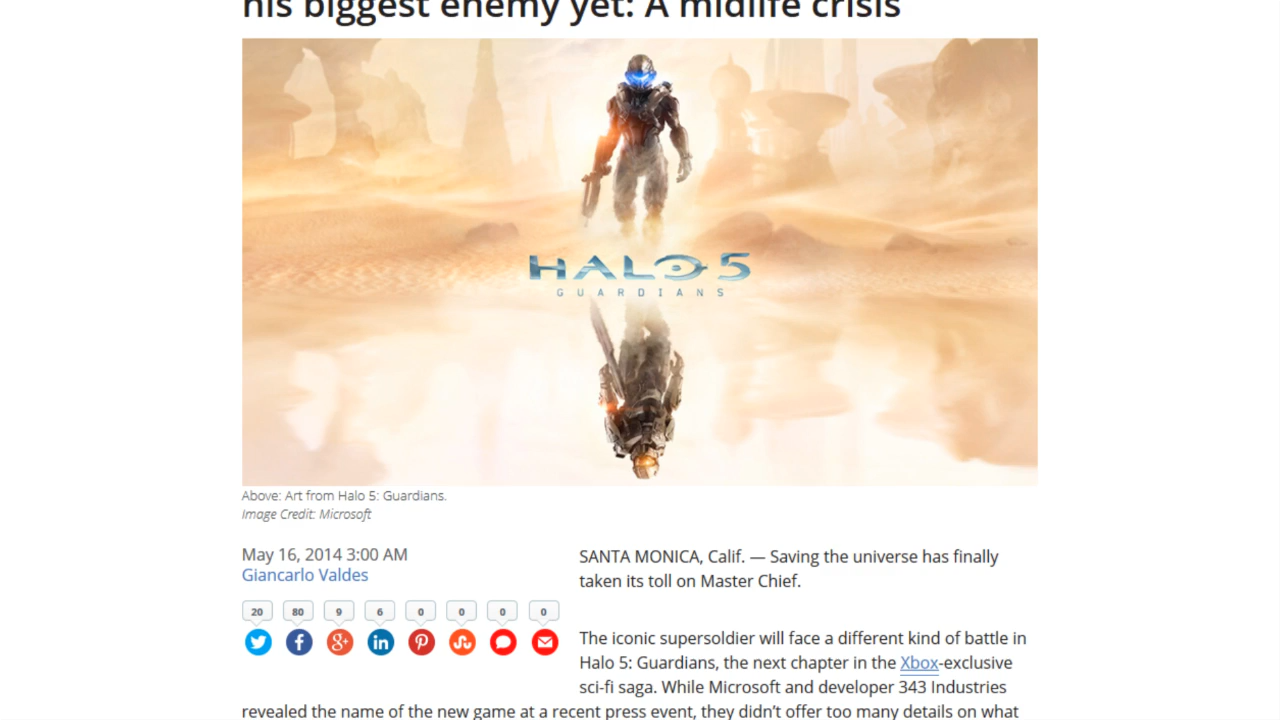 his biggest enemy yet: A midlife crisis
HALO 5
GUARDIANS
Above: Art from Halo 5: Guardians.
Image Credit: Microsoft
May 16, 2014 3:00 AM
Giancarlo Valdes
20 80 9 6 0 0 0 0
SANTA MONICA, Calif. — Saving the universe has finally
taken its toll on Master Chief.
The iconic supersoldier will face a different kind of battle in
Halo 5: Guardians, the next chapter in the Xbox-exclusive
sci-fi saga. While Microsoft and developer 343 Industries
revealed the name of the new game at a recent press event, they didn’t offer too many details on what